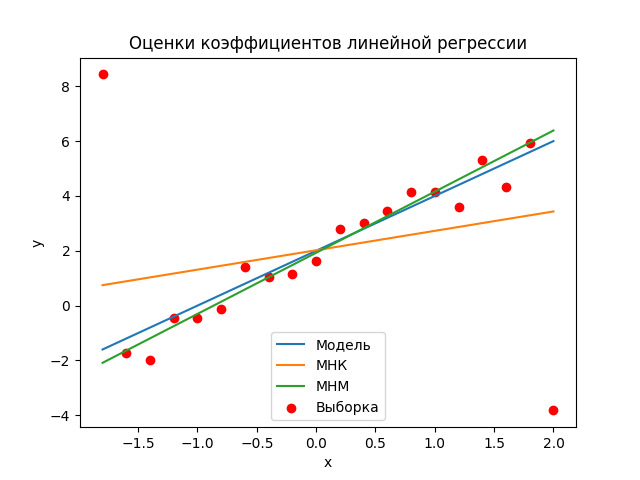 Оценки коэффициентов линейной регрессии
y
8
6
4
2
0
−2
−4
−1.5 −1.0 −0.5 0.0 0.5 1.0 1.5 2.0
x
Модель
МНК
МНМ
Выборка